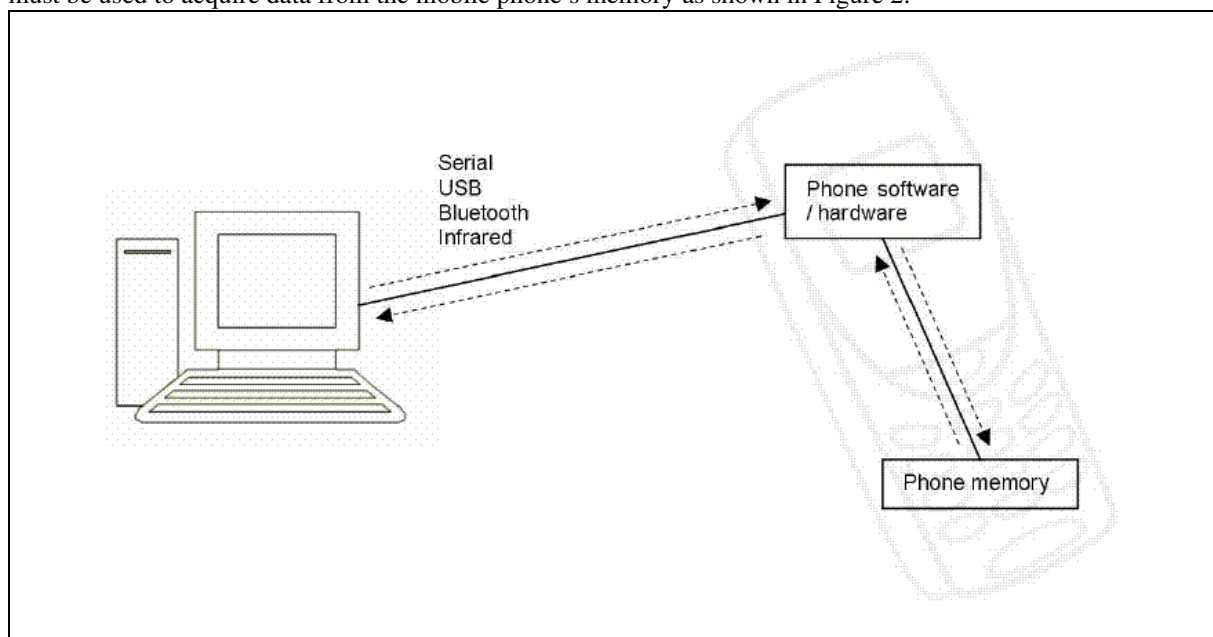 must be used to acquire data from the mobile phone's memory as shown in Figure 2.
Serial
USB
Bluetooth
Infrared
Phone software
/ hardware
Phone memory